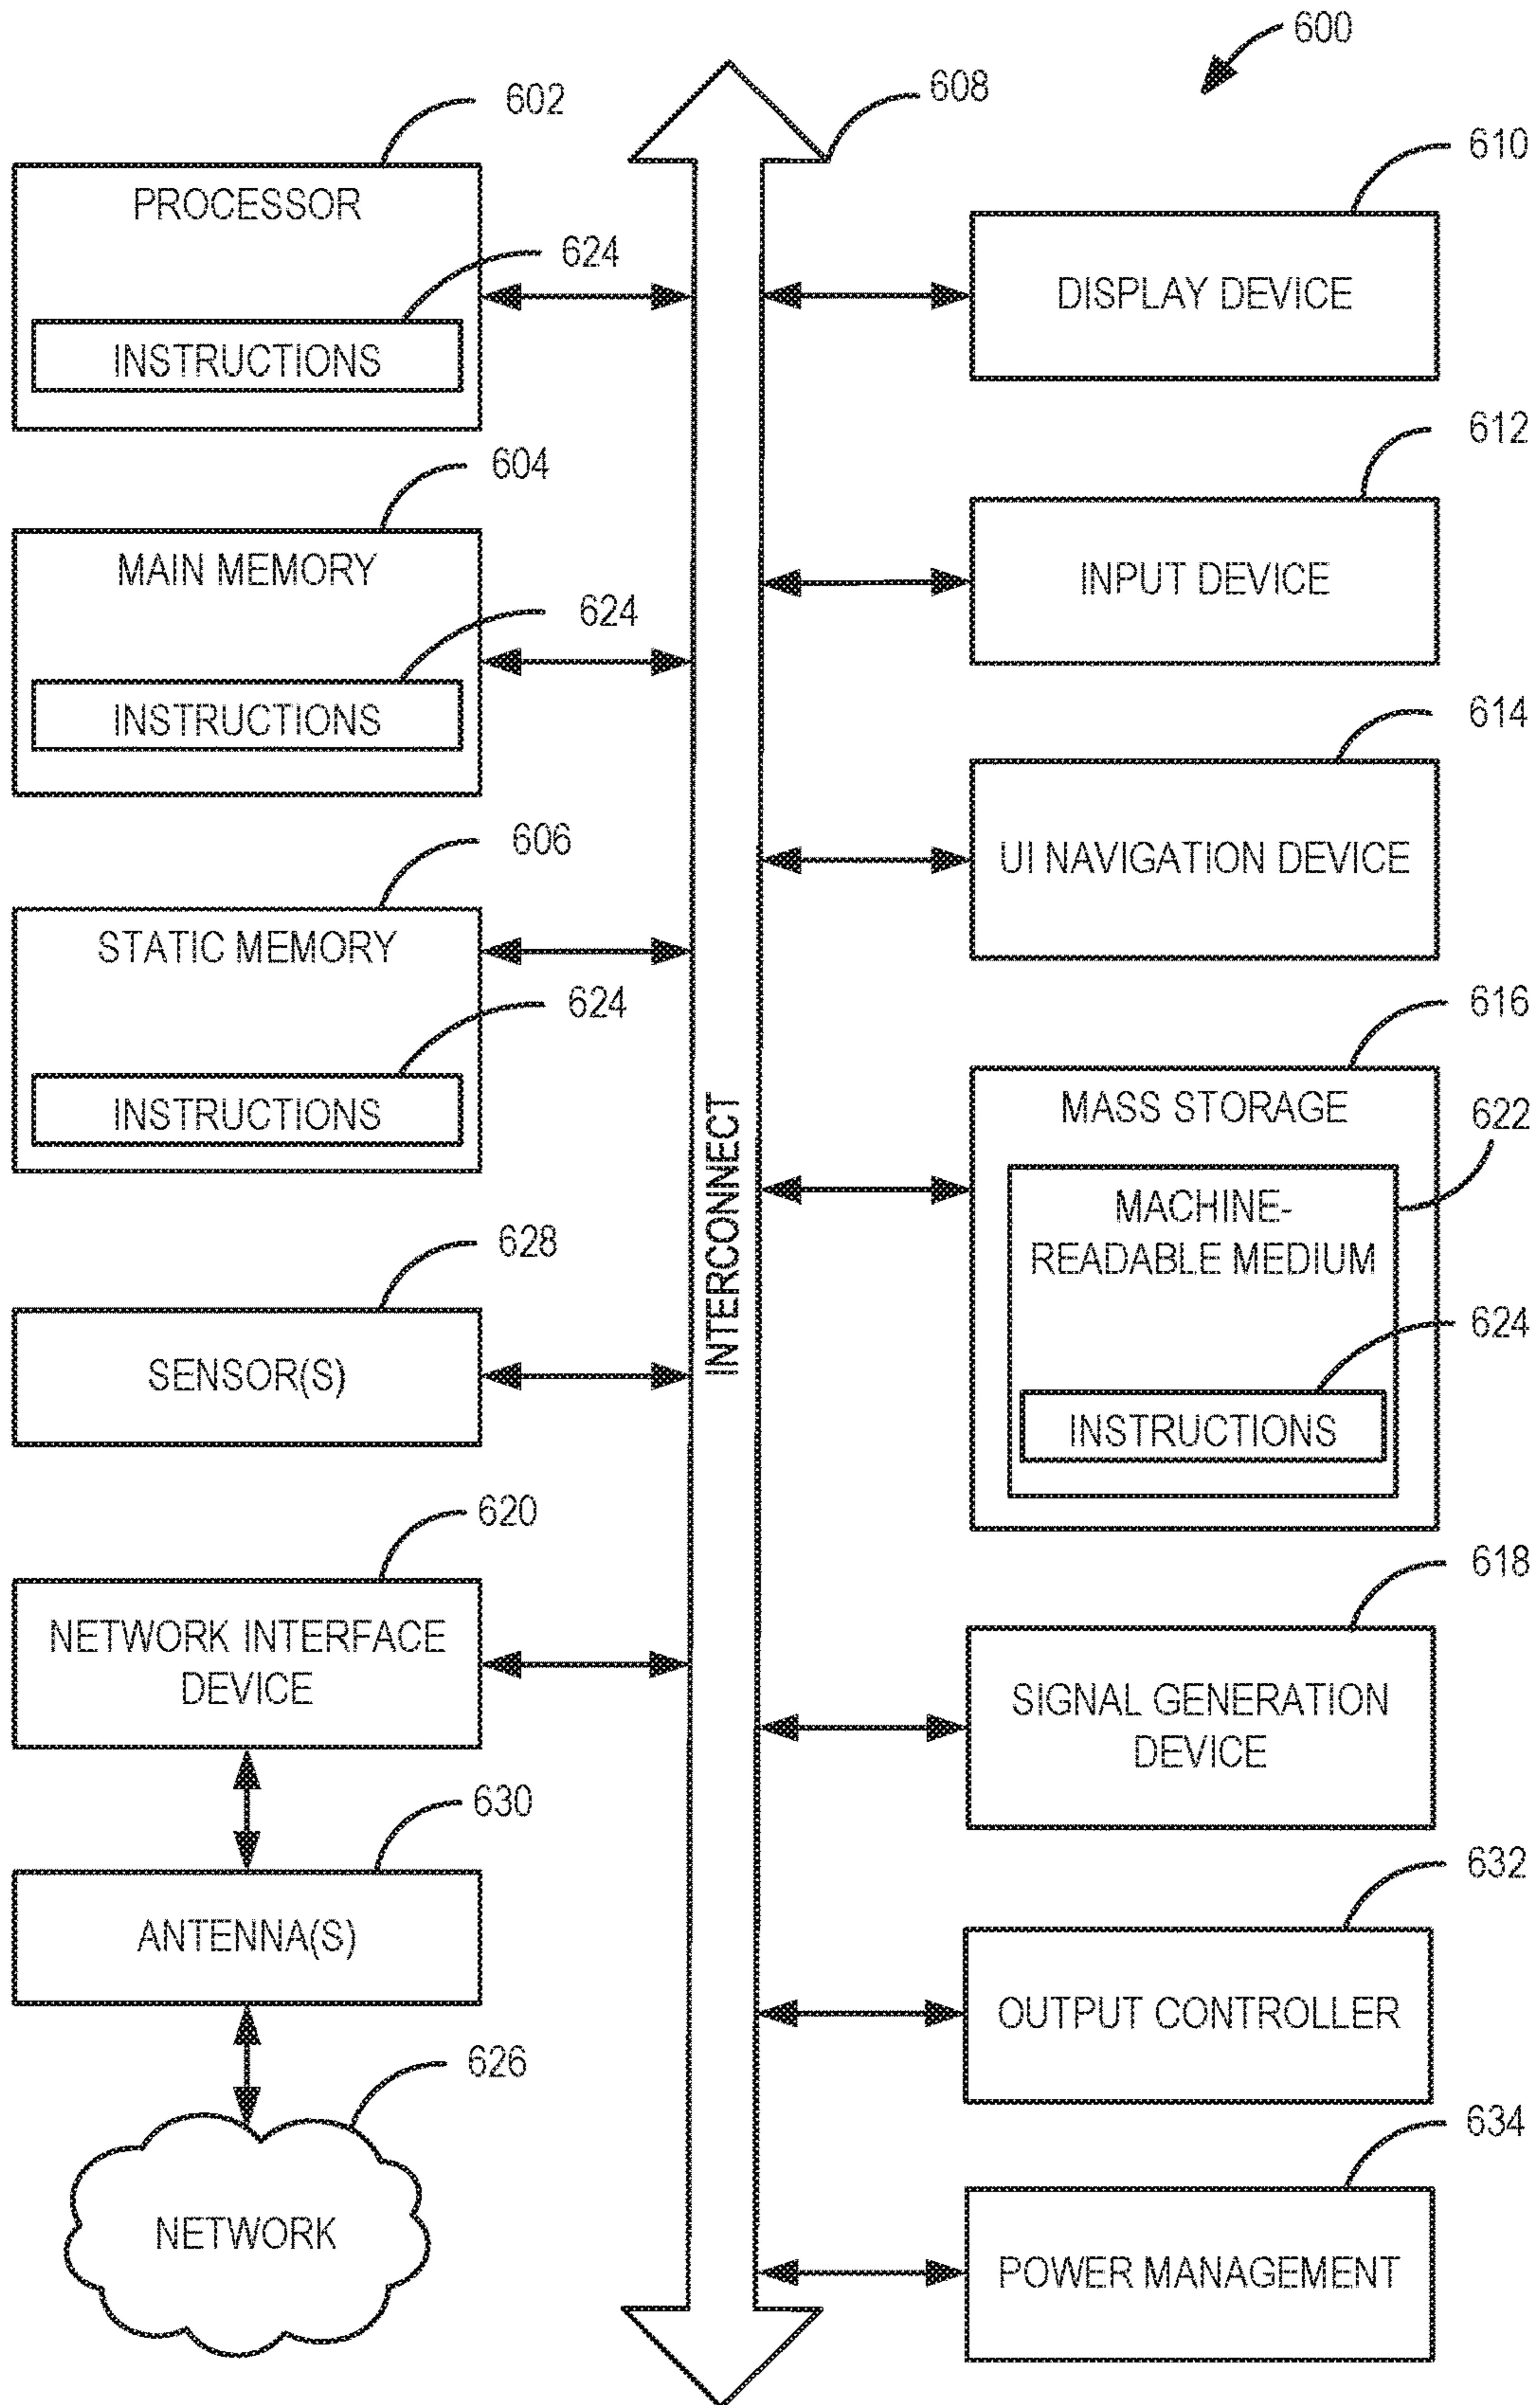 600
608
602
PROCESSOR
624
INSTRUCTIONS
604
MAIN MEMORY
624
INSTRUCTIONS
606
STATIC MEMORY
624
INSTRUCTIONS
628
SENSOR(S)
620
NETWORK INTERFACE
DEVICE
630
ANTENNA(S)
626
NETWORK
INTERCONNECT
610
DISPLAY DEVICE
612
INPUT DEVICE
614
UI NAVIGATION DEVICE
616
MASS STORAGE
622
MACHINE-
READABLE MEDIUM
624
INSTRUCTIONS
618
SIGNAL GENERATION
DEVICE
632
OUTPUT CONTROLLER
634
POWER MANAGEMENT